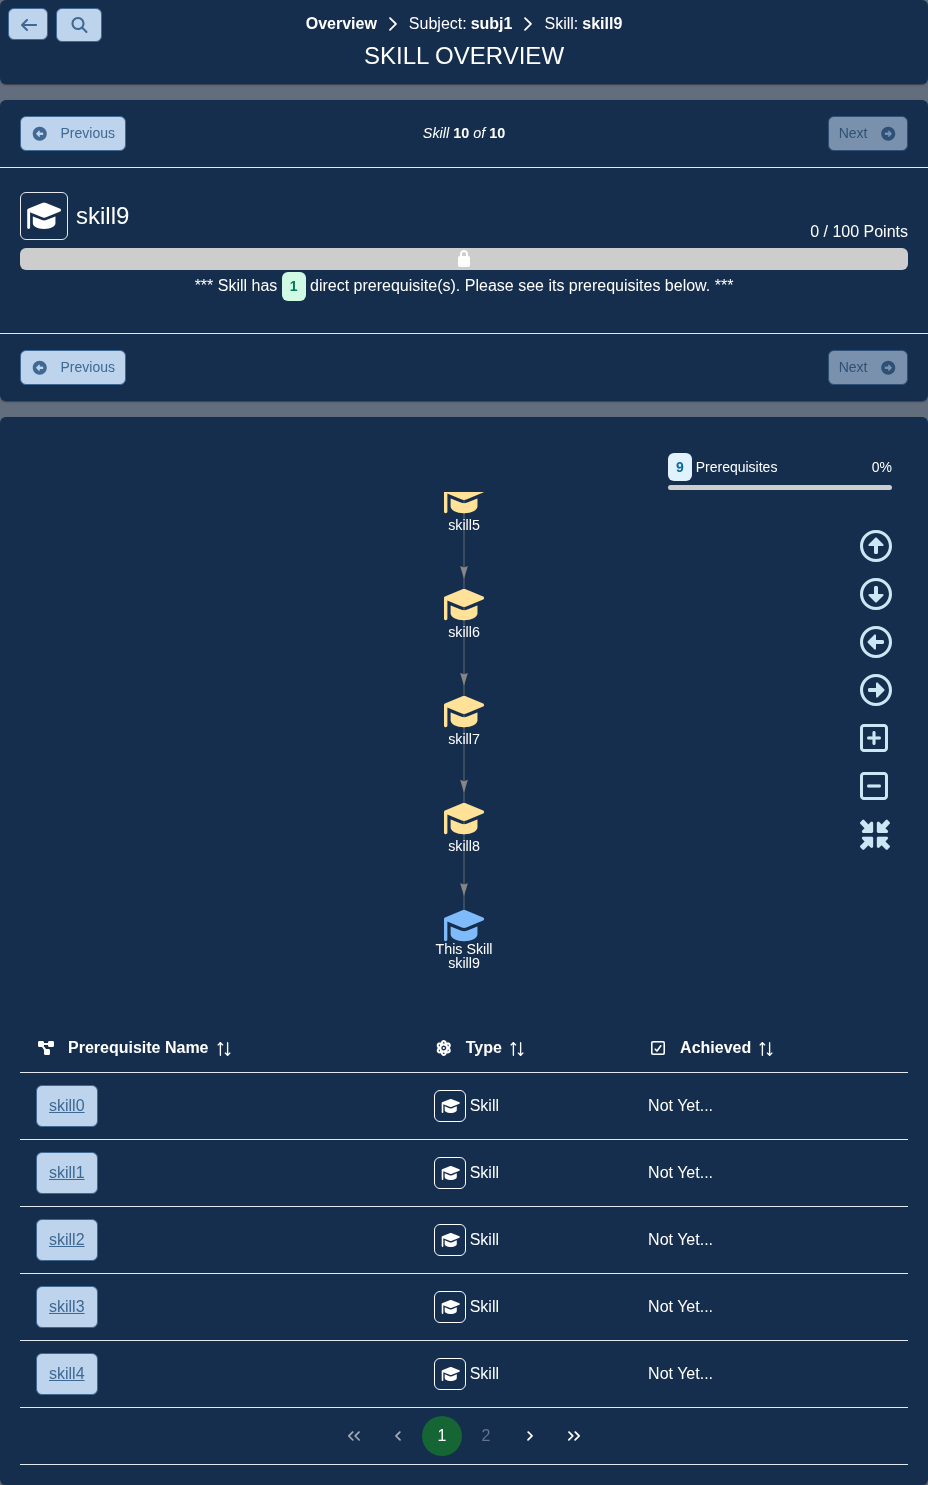 Overview > Subject: subj1 > Skill: skill9
SKILL OVERVIEW
Previous
Skill 10 of 10
Next
skill9
0 / 100 Points
*** Skill has 1 direct prerequisite(s). Please see its prerequisites below. ***
Previous
Next
9 Prerequisites 0%
skill5
skill6
skill7
skill8
This Skill
skill9
Prerequisite Name Type Achieved
skill0 Skill Not Yet...
skill1 Skill Not Yet...
skill2 Skill Not Yet...
skill3 Skill Not Yet...
skill4 Skill Not Yet...
1 2